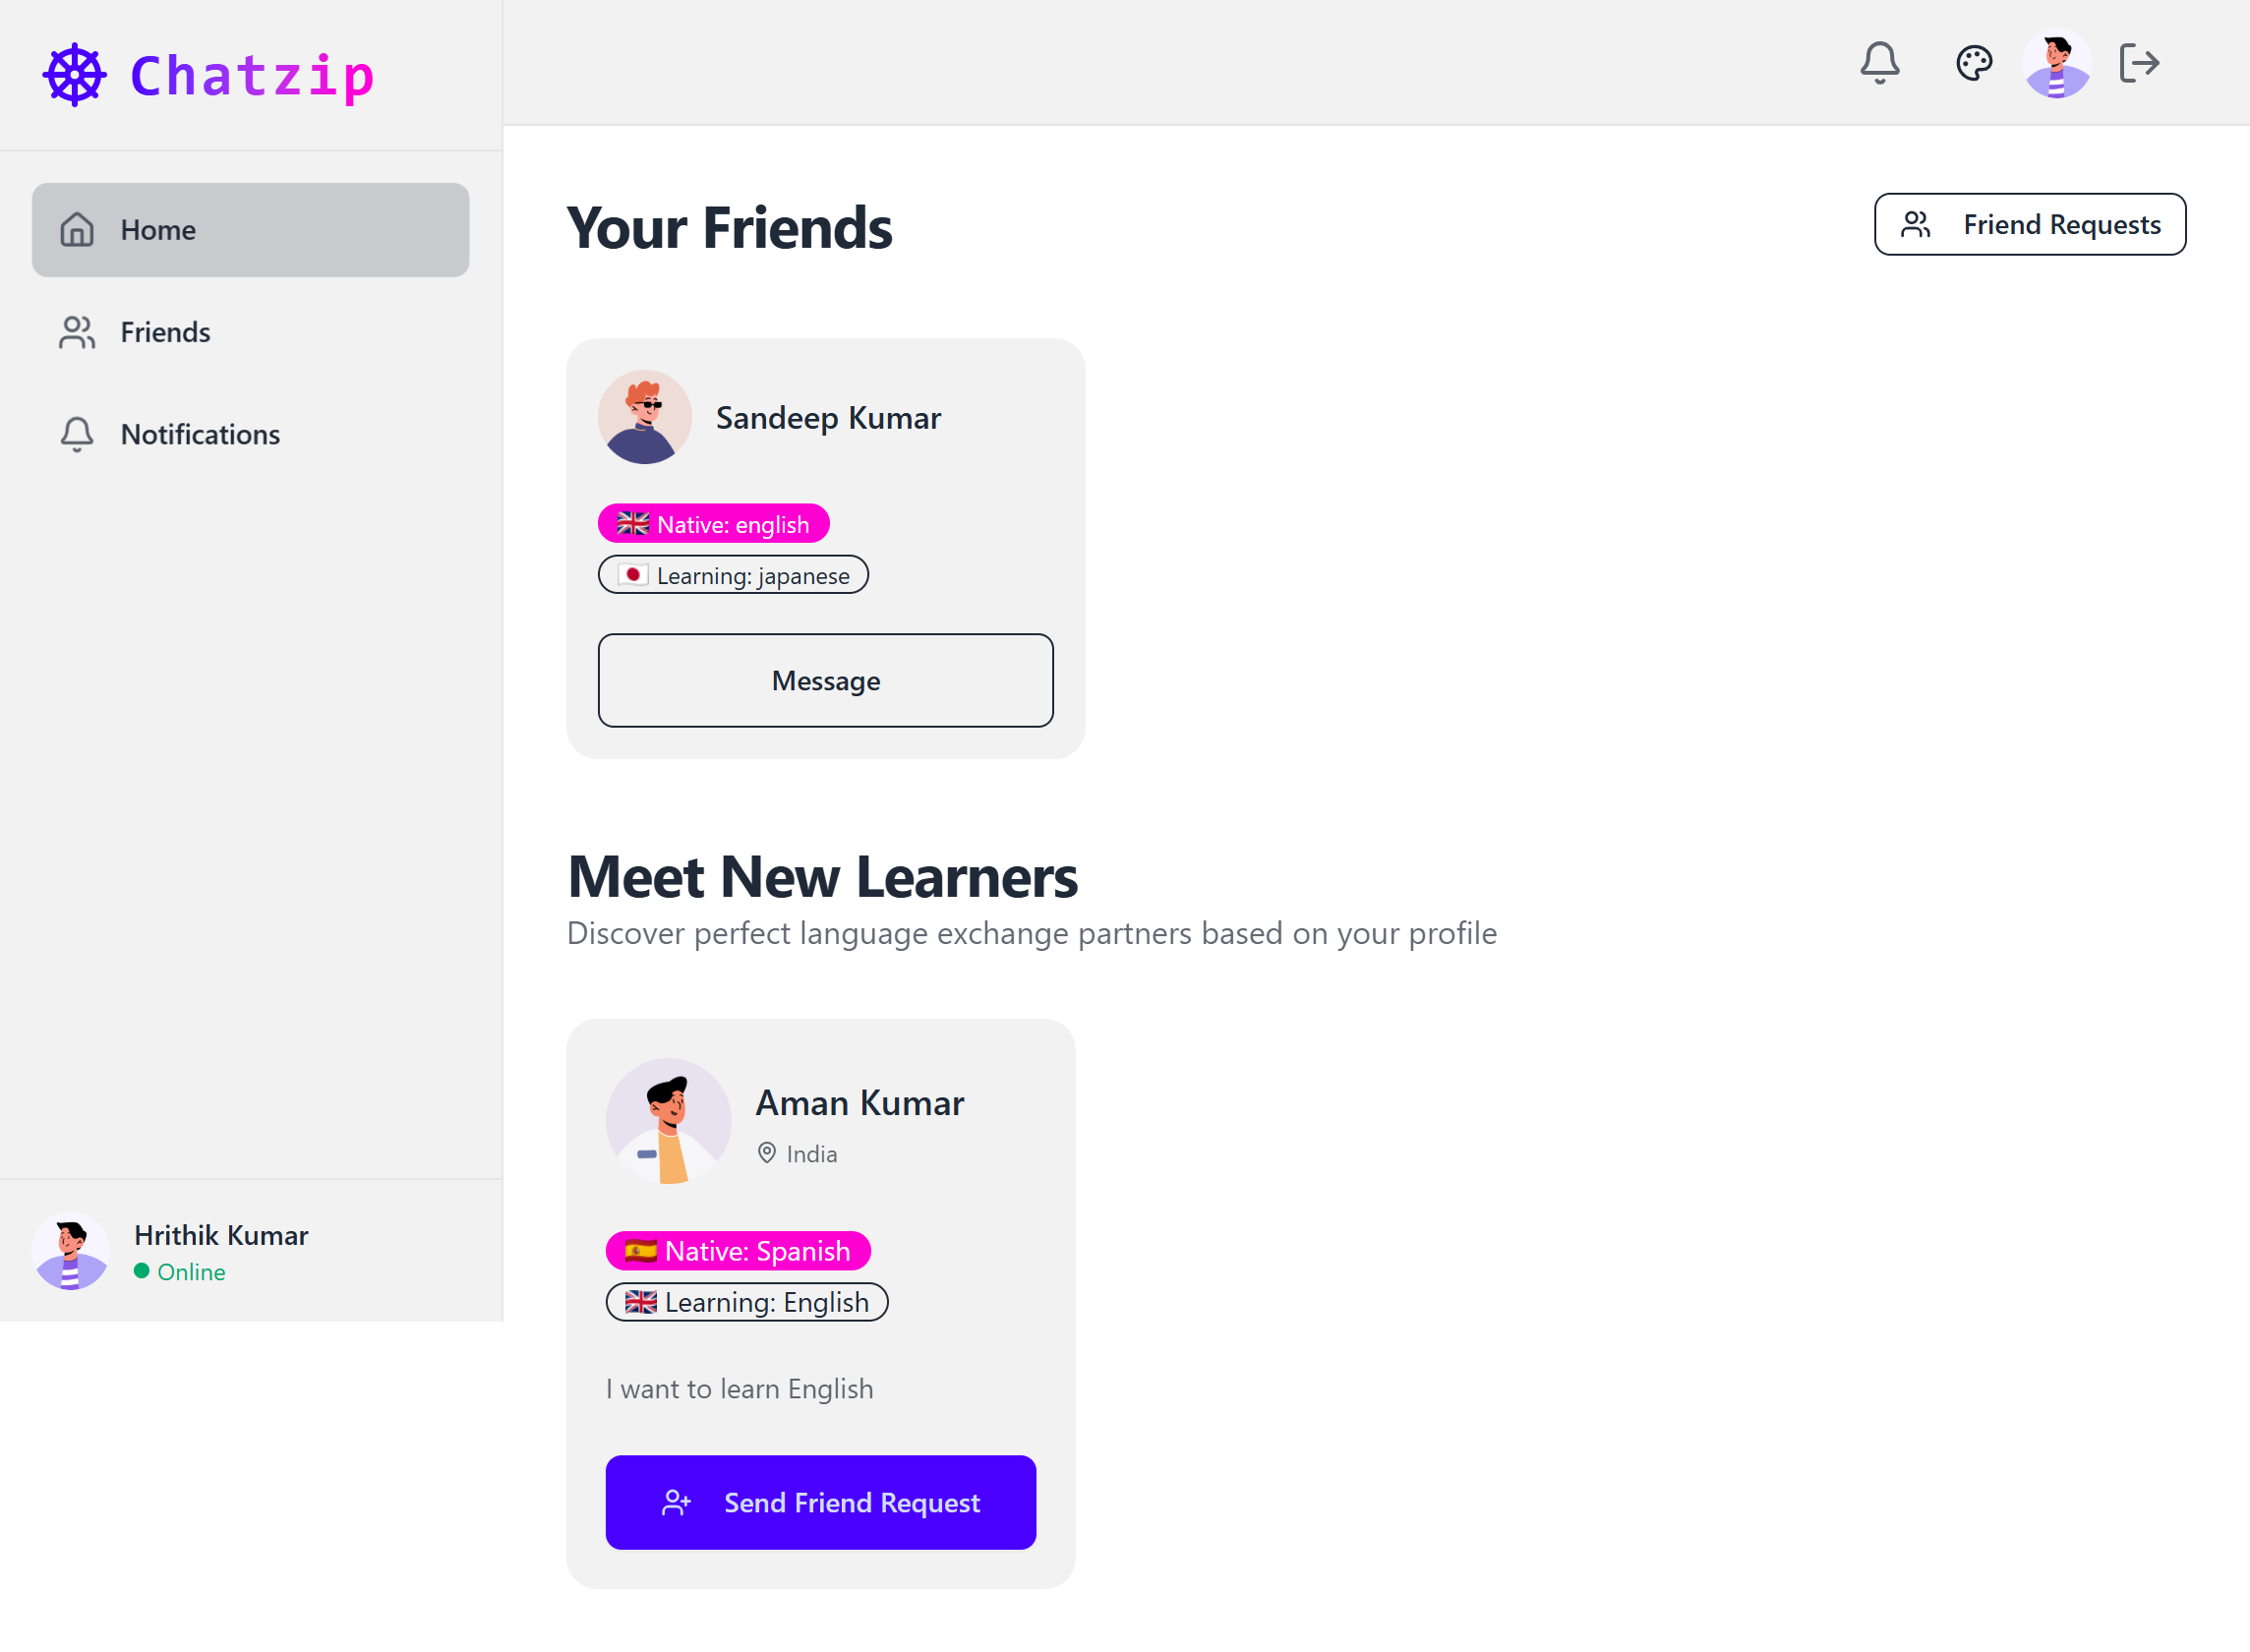 Chatzip
Home
Friends
Notifications
Hrithik Kumar
Online
Your Friends
Friend Requests
Sandeep Kumar
Native: english
Learning: japanese
Message
Meet New Learners
Discover perfect language exchange partners based on your profile
Aman Kumar
India
Native: Spanish
Learning: English
I want to learn English
Send Friend Request